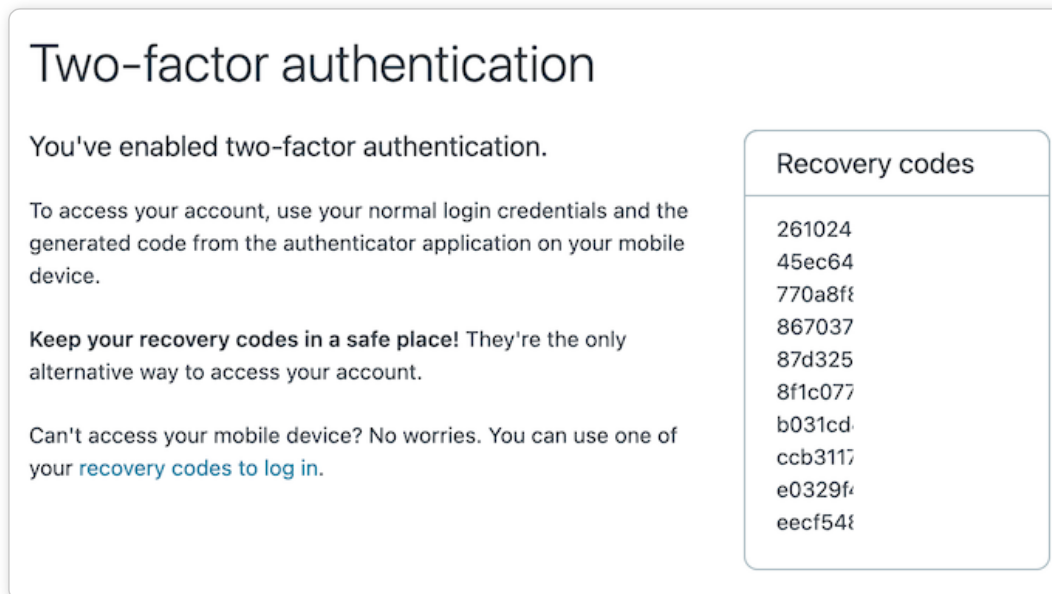 Two-factor authentication
You've enabled two-factor authentication.
To access your account, use your normal login credentials and the
generated code from the authenticator application on your mobile
device.
Keep your recovery codes in a safe place! They're the only
alternative way to access your account.
Can't access your mobile device? No worries. You can use one of
your recovery codes to log in.
Recovery codes
261024
45ec64
770a8f
867037
87d325
8f1c077
b031cd
ccb3117
e0329f
eecf54